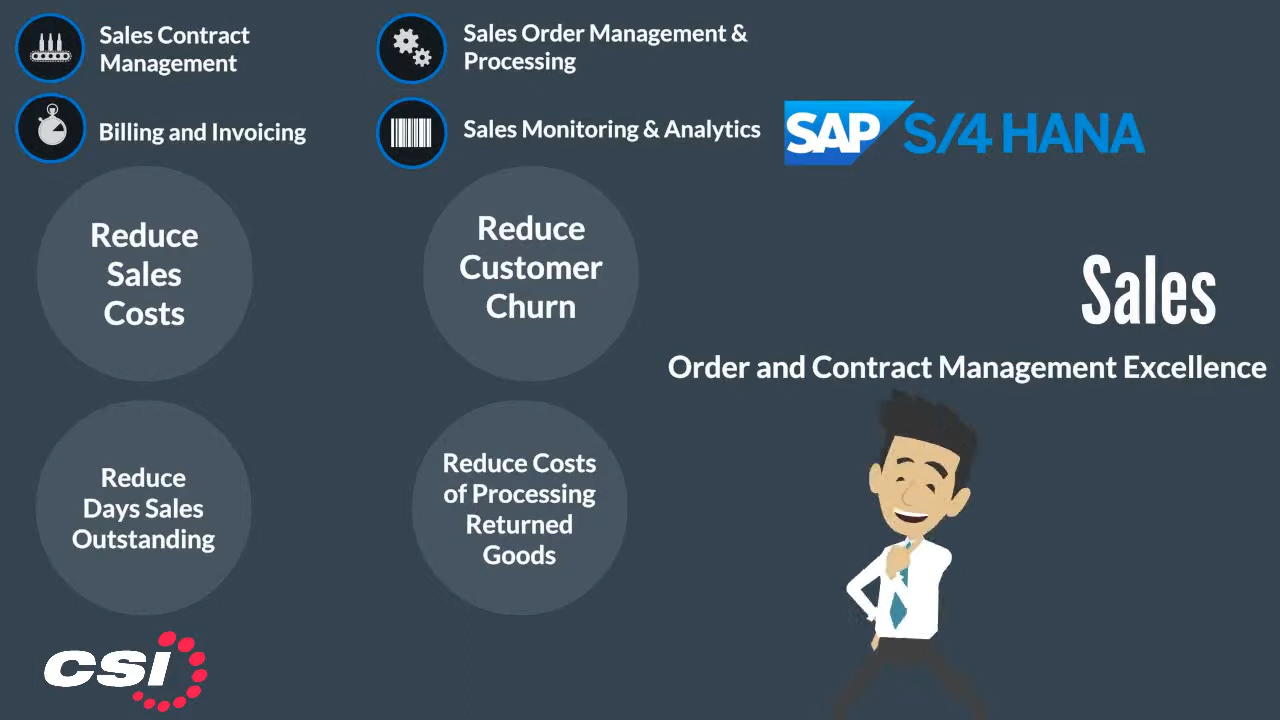 Sales Contract
Management
Sales Order Management &
Processing
Billing and Invoicing
Sales Monitoring & Analytics
SAP S/4 HANA
Reduce
Sales
Costs
Reduce
Customer
Churn
Sales
Order and Contract Management Excellence
Reduce
Days Sales
Outstanding
Reduce Costs
of Processing
Returned
Goods
CSI